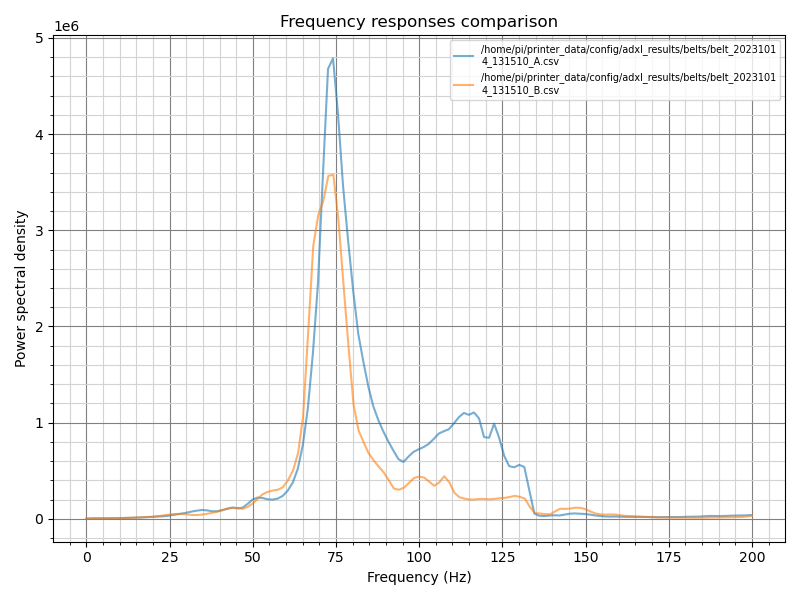 Frequency responses comparison
1e6
/home/pi/printer_data/config/adxl_results/belts/belt_2023101
4_131510_A.csv
/home/pi/printer_data/config/adxl_results/belts/belt_2023101
4_131510_B.csv
5
4
3
2
1
0
Power spectral density
0 25 50 75 100 125 150 175 200
Frequency (Hz)